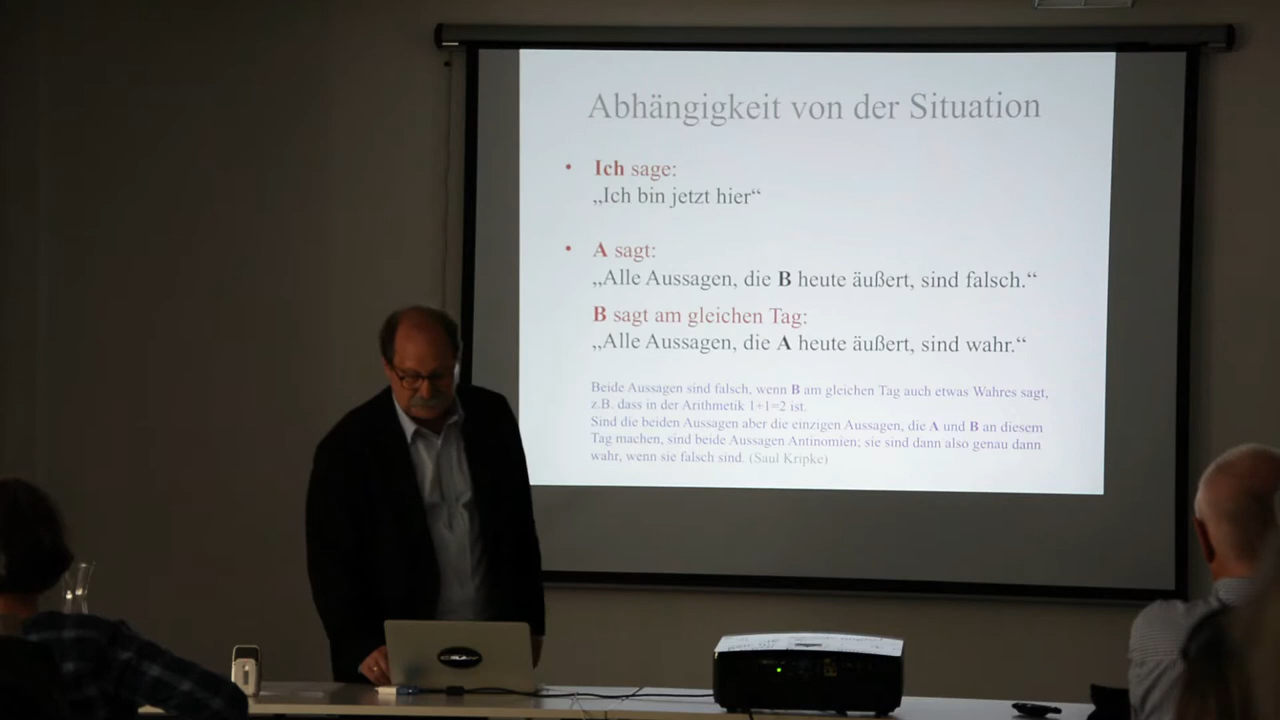 Abhängigkeit von der Situation
• Ich sage:
„Ich bin jetzt hier“
• A sagt:
„Alle Aussagen, die B heute äußert, sind falsch.“
B sagt am gleichen Tag:
„Alle Aussagen, die A heute äußert, sind wahr.“
Beide Aussagen sind falsch, wenn B am gleichen Tag auch etwas Wahres sagt,
z.B. dass in der Arithmetik 1+1=2 ist.
Sind die beiden Aussagen aber die einzigen Aussagen, die A und B an diesem
Tag machen, sind beide Aussagen Antinomien; sie sind dann also genau dann
wahr, wenn sie falsch sind. (Saul Kripke)